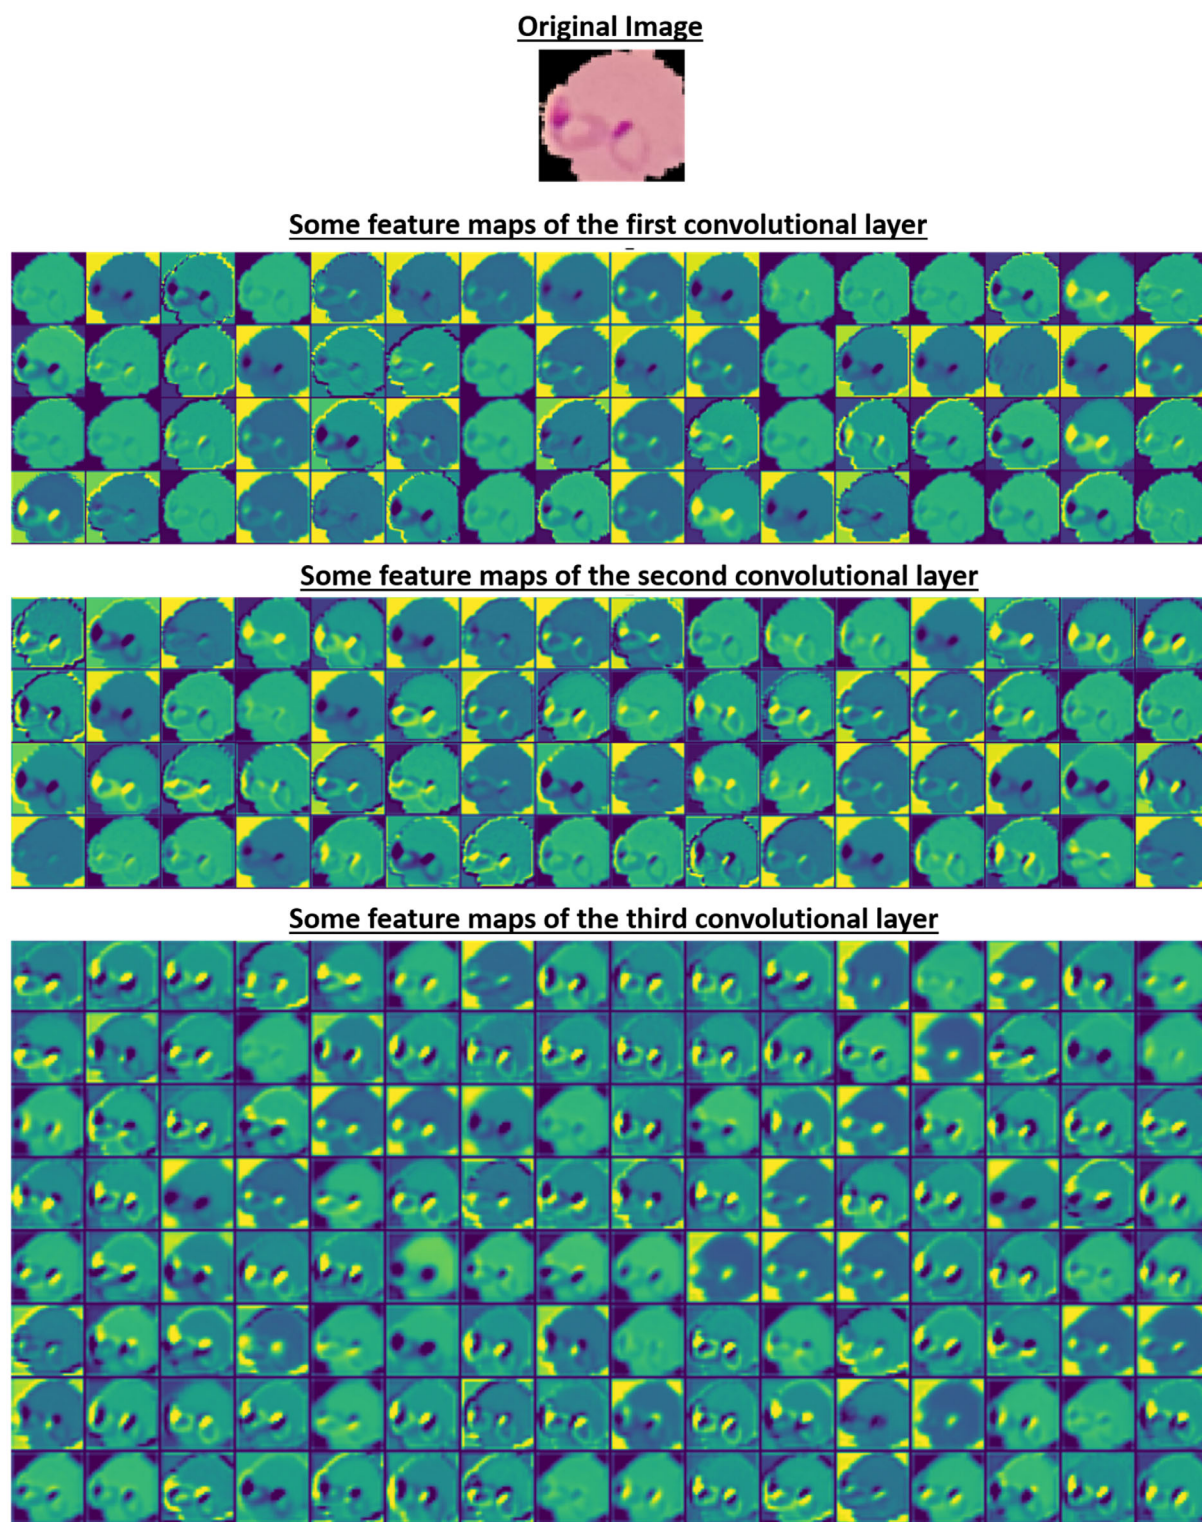 Original Image
Some feature maps of the first convolutional layer
Some feature maps of the second convolutional layer
Some feature maps of the third convolutional layer